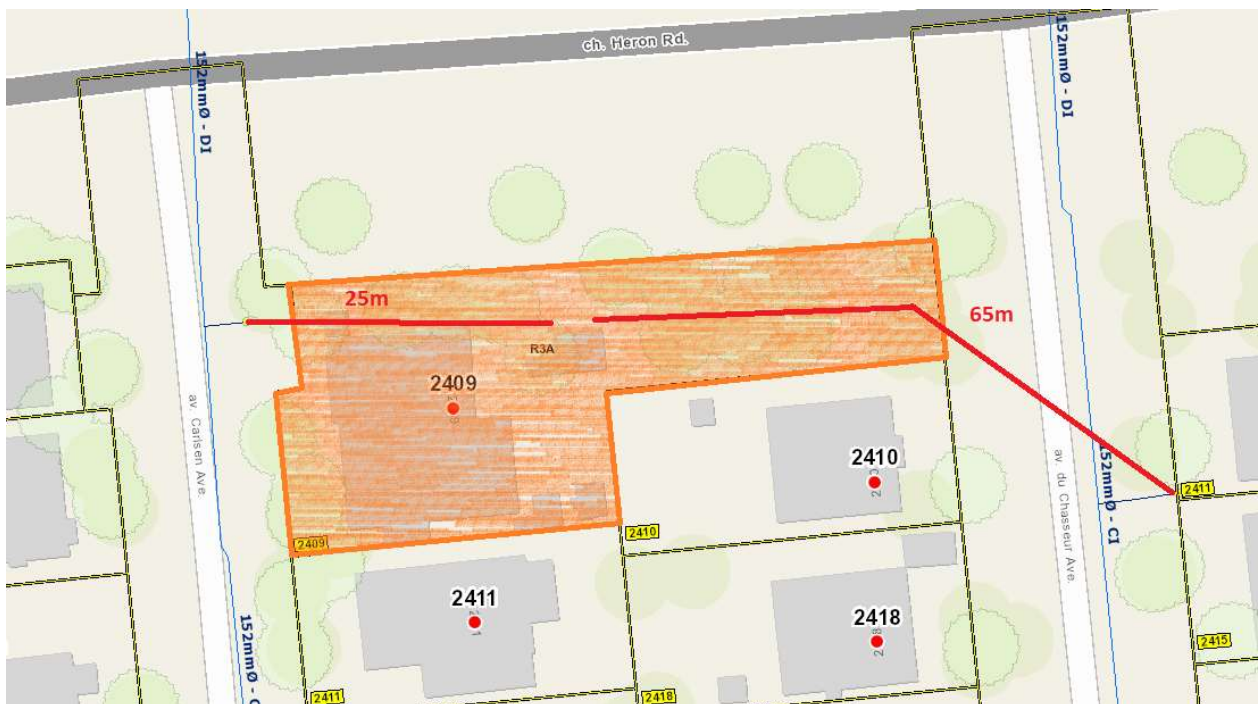 ch. Heron Rd.
152mmØ - DI
152mmØ - DI
25m
65m
R3A
2409
av. Carlsen Ave.
2410
2411
av. du Chasseur Ave.
152mmØ - CI
2409
2410
2411
2418
152mmØ - C
2415
2411
2418